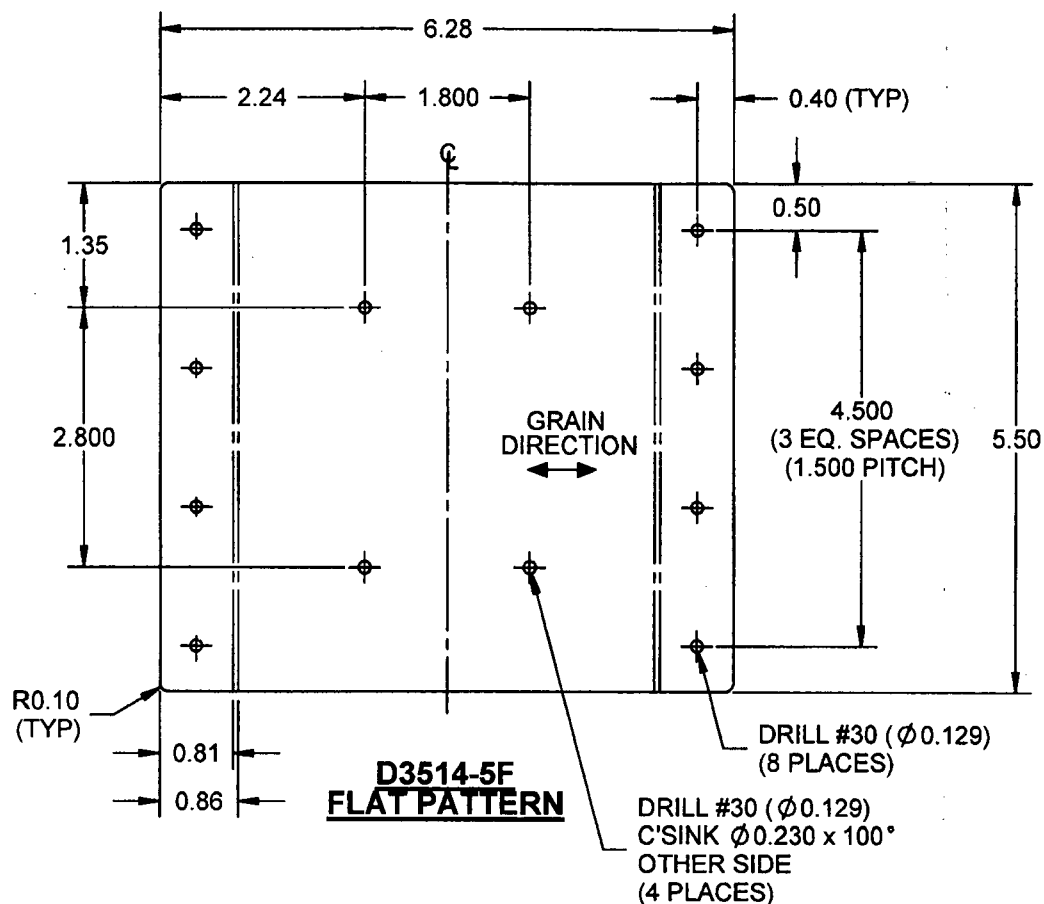 6.28
2.24
1.800
0.40 (TYP)
℄
0.50
1.35
2.800
GRAIN
DIRECTION
4.500
(3 EQ. SPACES)
(1.500 PITCH)
5.50
R0.10
(TYP)
0.81
0.86
D3514-5F
FLAT PATTERN
DRILL #30 (Ø0.129)
(8 PLACES)
DRILL #30 (Ø0.129)
C'SINK Ø0.230 x 100°
OTHER SIDE
(4 PLACES)